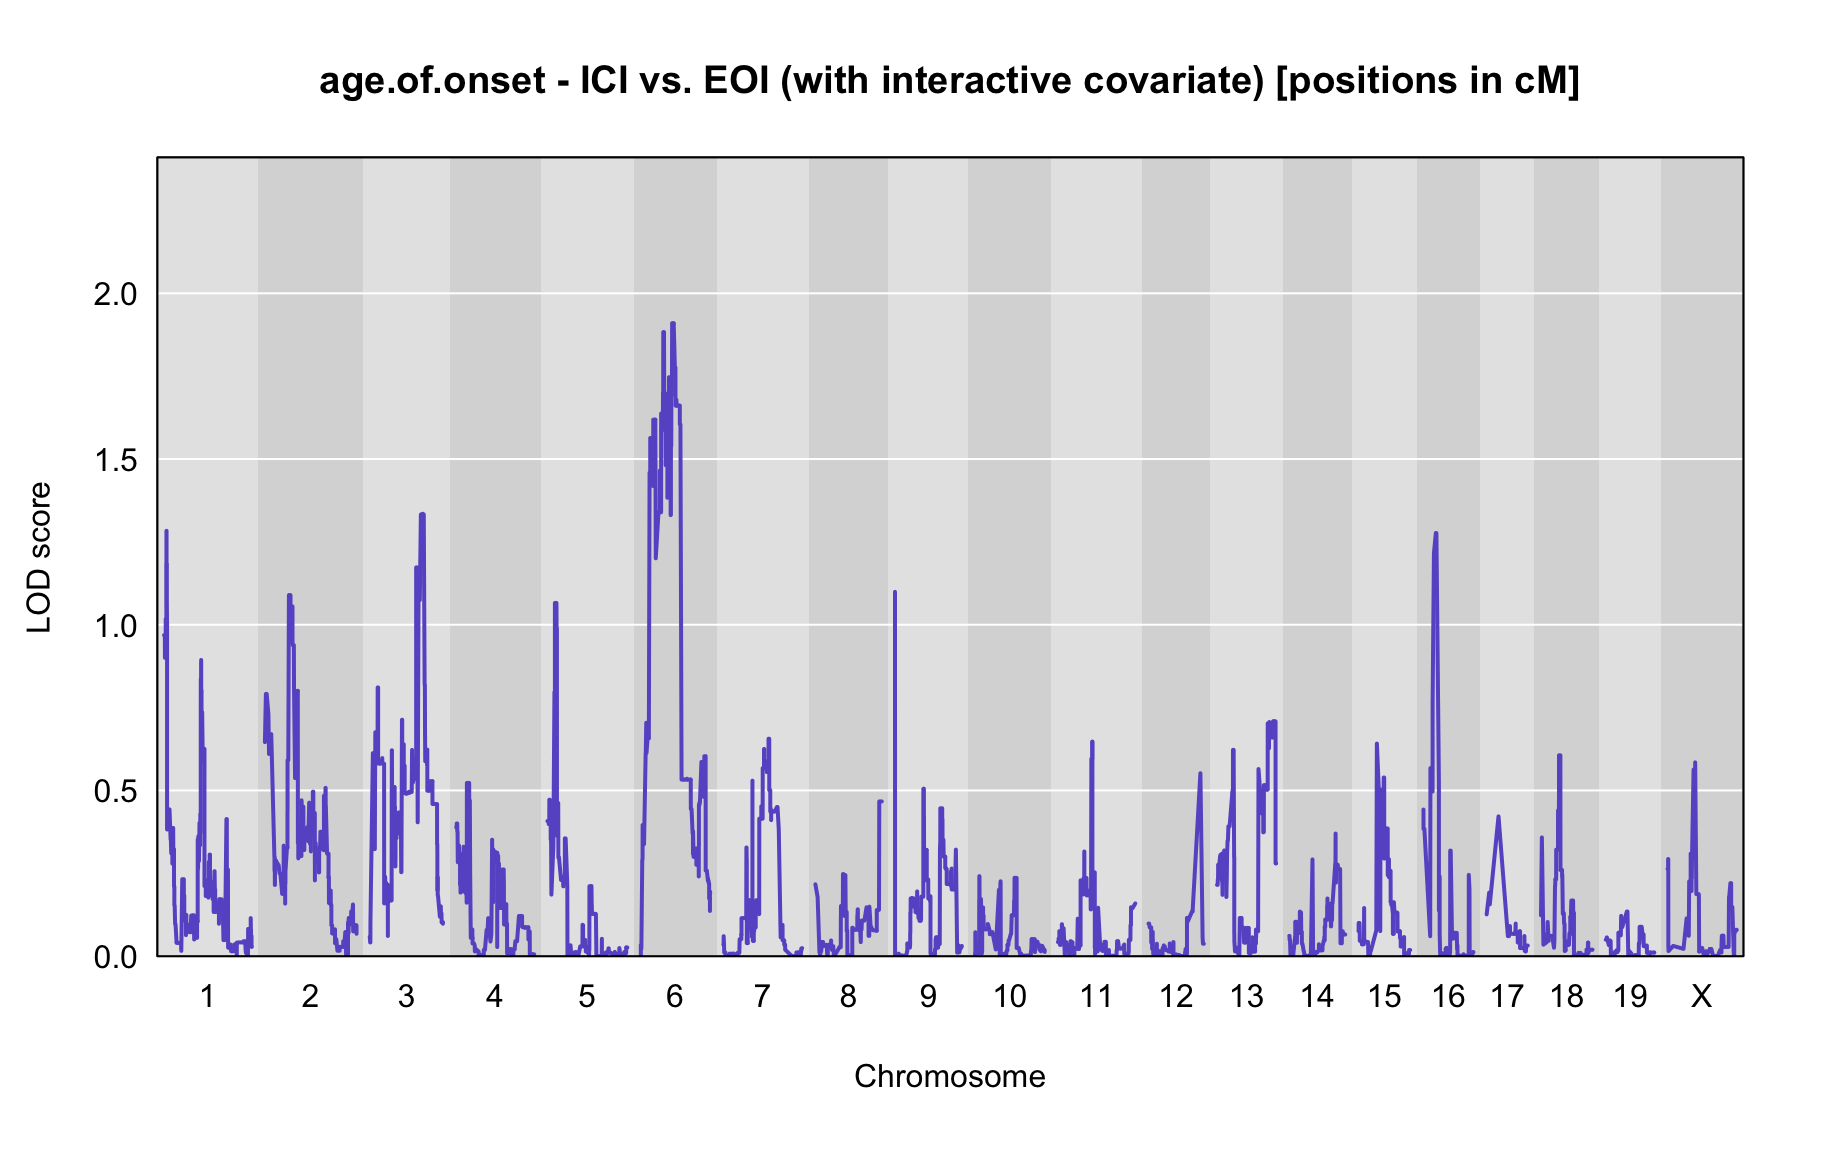 age.of.onset - ICI vs. EOI (with interactive covariate) [positions in cM]
LOD score
2.0
1.5
1.0
0.5
0.0
1 2 3 4 5 6 7 8 9 10 11 12 13 14 15 16 17 18 19 X
Chromosome